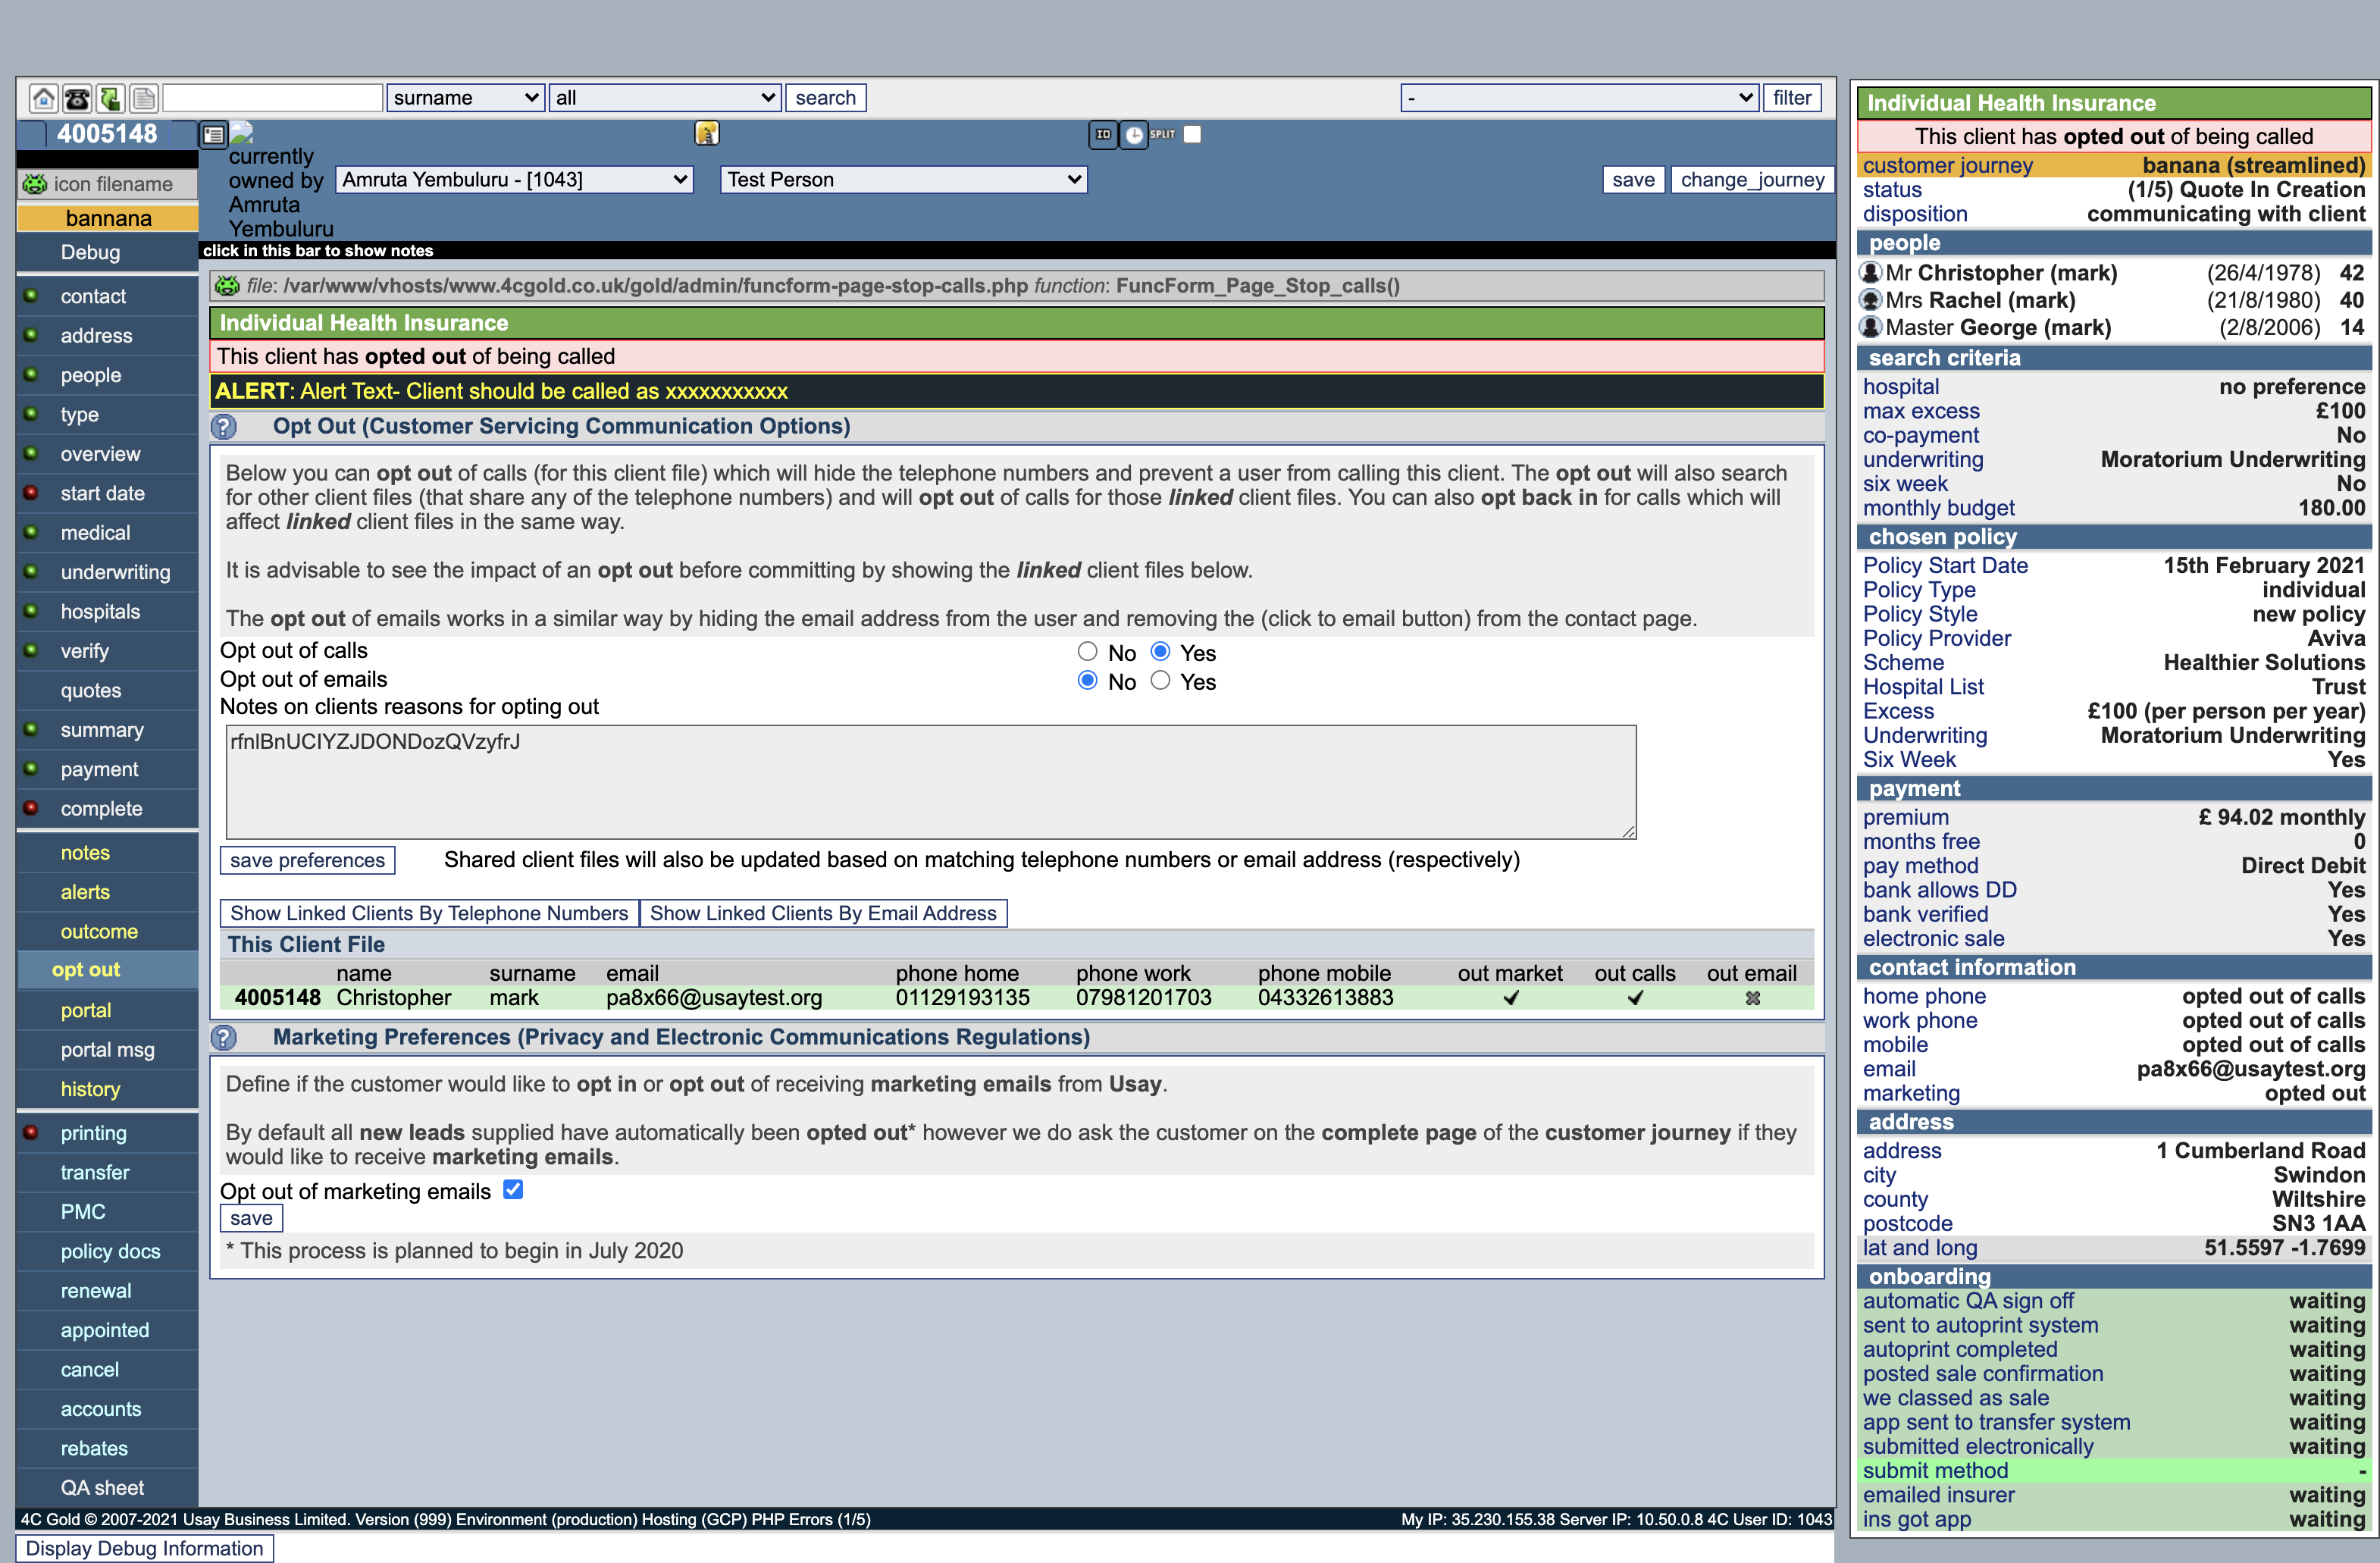 surname all search - filter
4005148 ID SPLIT
currently owned by Amruta Yembuluru
Amruta Yembuluru - [1043] Test Person save change_journey
icon filename
bannana
Debug
contact
address
people
type
overview
start date
medical
underwriting
hospitals
verify
quotes
summary
payment
complete
notes
alerts
outcome
opt out
portal
portal msg
history
printing
transfer
PMC
policy docs
renewal
appointed
cancel
accounts
rebates
QA sheet
click in this bar to show notes
file: /var/www/vhosts/www.4cgold.co.uk/gold/admin/funcform-page-stop-calls.php function: FuncForm_Page_Stop_calls()
Individual Health Insurance
This client has opted out of being called
ALERT: Alert Text- Client should be called as xxxxxxxxxxx
? Opt Out (Customer Servicing Communication Options)
Below you can opt out of calls (for this client file) which will hide the telephone numbers and prevent a user from calling this client. The opt out will also search
for other client files (that share any of the telephone numbers) and will opt out of calls for those linked client files. You can also opt back in for calls which will
affect linked client files in the same way.
It is advisable to see the impact of an opt out before committing by showing the linked client files below.
The opt out of emails works in a similar way by hiding the email address from the user and removing the (click to email button) from the contact page.
Opt out of calls No Yes
Opt out of emails No Yes
Notes on clients reasons for opting out
rfnlBnUCIYZJDONDozQVzyfrJ
save preferences Shared client files will also be updated based on matching telephone numbers or email address (respectively)
Show Linked Clients By Telephone Numbers Show Linked Clients By Email Address
This Client File
name surname email phone home phone work phone mobile out market out calls out email
4005148 Christopher mark pa8x66@usaytest.org 01129193135 07981201703 04332613883
? Marketing Preferences (Privacy and Electronic Communications Regulations)
Define if the customer would like to opt in or opt out of receiving marketing emails from Usay.
By default all new leads supplied have automatically been opted out* however we do ask the customer on the complete page of the customer journey if they
would like to receive marketing emails.
Opt out of marketing emails
save
* This process is planned to begin in July 2020
4C Gold © 2007-2021 Usay Business Limited. Version (999) Environment (production) Hosting (GCP) PHP Errors (1/5) My IP: 35.230.155.38 Server IP: 10.50.0.8 4C User ID: 1043
Display Debug Information
Individual Health Insurance
This client has opted out of being called
customer journey banana (streamlined)
status (1/5) Quote In Creation
disposition communicating with client
people
Mr Christopher (mark) (26/4/1978) 42
Mrs Rachel (mark) (21/8/1980) 40
Master George (mark) (2/8/2006) 14
search criteria
hospital no preference
max excess £100
co-payment No
underwriting Moratorium Underwriting
six week No
monthly budget 180.00
chosen policy
Policy Start Date 15th February 2021
Policy Type individual
Policy Style new policy
Policy Provider Aviva
Scheme Healthier Solutions
Hospital List Trust
Excess £100 (per person per year)
Underwriting Moratorium Underwriting
Six Week Yes
payment
premium £ 94.02 monthly
months free 0
pay method Direct Debit
bank allows DD Yes
bank verified Yes
electronic sale Yes
contact information
home phone opted out of calls
work phone opted out of calls
mobile opted out of calls
email pa8x66@usaytest.org
marketing opted out
address
address 1 Cumberland Road
city Swindon
county Wiltshire
postcode SN3 1AA
lat and long 51.5597 -1.7699
onboarding
automatic QA sign off waiting
sent to autoprint system waiting
autoprint completed waiting
posted sale confirmation waiting
we classed as sale waiting
app sent to transfer system waiting
submitted electronically waiting
submit method -
emailed insurer waiting
ins got app waiting